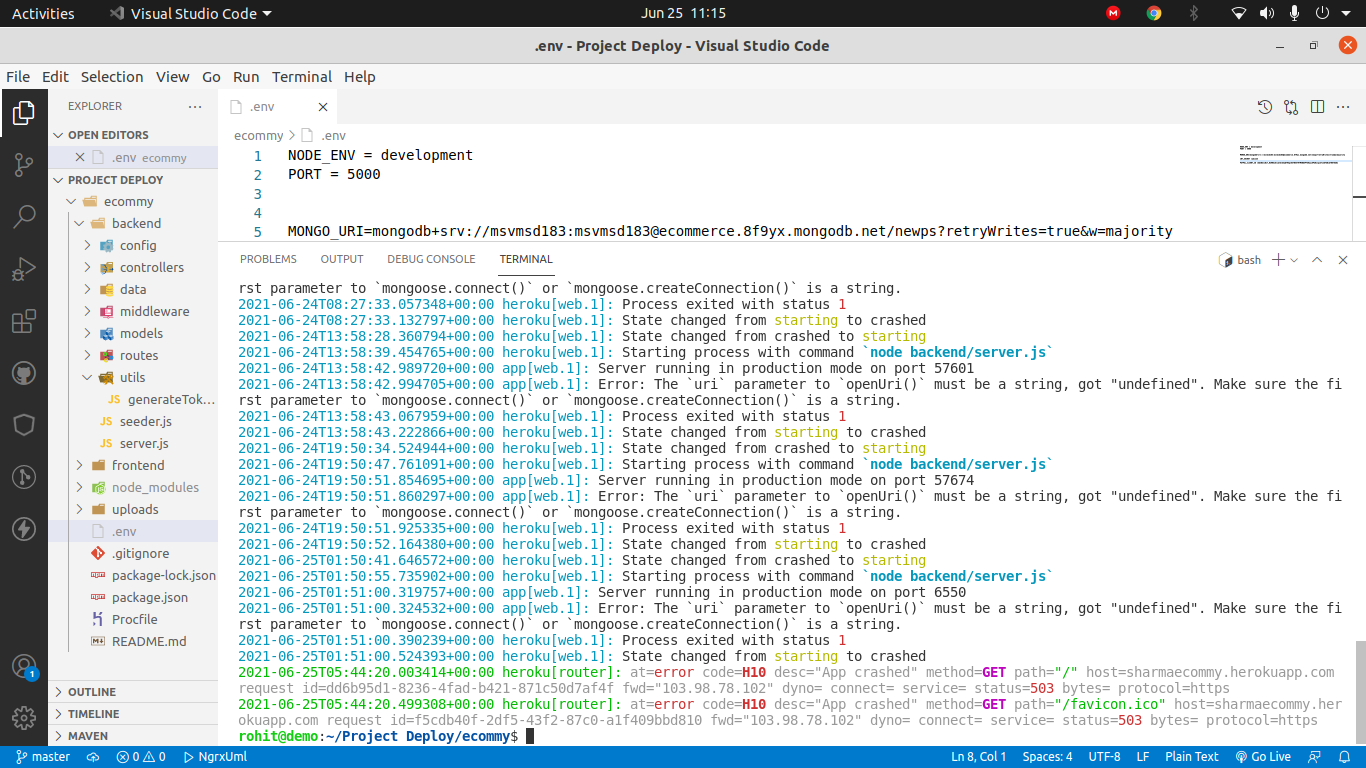 Activities
Visual Studio Code
Jun 25 11:15
.env - Project Deploy - Visual Studio Code
File Edit Selection View Go Run Terminal Help
EXPLORER
OPEN EDITORS
.env ecommy
PROJECT DEPLOY
ecommy
backend
config
controllers
data
middleware
models
routes
utils
JS generateTok...
JS seeder.js
JS server.js
frontend
node_modules
uploads
.env
.gitignore
package-lock.json
package.json
Procfile
README.md
OUTLINE
TIMELINE
MAVEN
.env
ecommy > .env
1 NODE_ENV = development
2 PORT = 5000
3
4
5 MONGO_URI=mongodb+srv://msvmsd183:msvmsd183@ecommerce.8f9yx.mongodb.net/newps?retryWrites=true&w=majority
PROBLEMS OUTPUT DEBUG CONSOLE TERMINAL
bash
rst parameter to `mongoose.connect()` or `mongoose.createConnection()` is a string.
2021-06-24T08:27:33.057348+00:00 heroku[web.1]: Process exited with status 1
2021-06-24T08:27:33.132797+00:00 heroku[web.1]: State changed from starting to crashed
2021-06-24T13:58:28.360794+00:00 heroku[web.1]: State changed from crashed to starting
2021-06-24T13:58:39.454765+00:00 heroku[web.1]: Starting process with command `node backend/server.js`
2021-06-24T13:58:42.989720+00:00 app[web.1]: Server running in production mode on port 57601
2021-06-24T13:58:42.994705+00:00 app[web.1]: Error: The `uri` parameter to `openUri()` must be a string, got "undefined". Make sure the fi
rst parameter to `mongoose.connect()` or `mongoose.createConnection()` is a string.
2021-06-24T13:58:43.067959+00:00 heroku[web.1]: Process exited with status 1
2021-06-24T13:58:43.222866+00:00 heroku[web.1]: State changed from starting to crashed
2021-06-24T19:50:34.524944+00:00 heroku[web.1]: State changed from crashed to starting
2021-06-24T19:50:47.761091+00:00 heroku[web.1]: Starting process with command `node backend/server.js`
2021-06-24T19:50:51.854695+00:00 app[web.1]: Server running in production mode on port 57674
2021-06-24T19:50:51.860297+00:00 app[web.1]: Error: The `uri` parameter to `openUri()` must be a string, got "undefined". Make sure the fi
rst parameter to `mongoose.connect()` or `mongoose.createConnection()` is a string.
2021-06-24T19:50:51.925335+00:00 heroku[web.1]: Process exited with status 1
2021-06-24T19:50:52.164380+00:00 heroku[web.1]: State changed from starting to crashed
2021-06-25T01:50:41.646572+00:00 heroku[web.1]: State changed from crashed to starting
2021-06-25T01:50:55.735902+00:00 heroku[web.1]: Starting process with command `node backend/server.js`
2021-06-25T01:51:00.319757+00:00 app[web.1]: Server running in production mode on port 6550
2021-06-25T01:51:00.324532+00:00 app[web.1]: Error: The `uri` parameter to `openUri()` must be a string, got "undefined". Make sure the fi
rst parameter to `mongoose.connect()` or `mongoose.createConnection()` is a string.
2021-06-25T01:51:00.390239+00:00 heroku[web.1]: Process exited with status 1
2021-06-25T01:51:00.524393+00:00 heroku[web.1]: State changed from starting to crashed
2021-06-25T05:44:20.003414+00:00 heroku[router]: at=error code=H10 desc="App crashed" method=GET path="/" host=sharmaecommy.herokuapp.com
request_id=dd6b95d1-8236-4fad-b421-871c50d7af4f fwd="103.98.78.102" dyno= connect= service= status=503 bytes= protocol=https
2021-06-25T05:44:20.499308+00:00 heroku[router]: at=error code=H10 desc="App crashed" method=GET path="/favicon.ico" host=sharmaecommy.her
okuapp.com request_id=f5cdb40f-2df5-43f2-87c0-a1f409bbd810 fwd="103.98.78.102" dyno= connect= service= status=503 bytes= protocol=https
rohit@demo:~/Project Deploy/ecommy$
1
master
0 0
NgrxUml
Ln 8, Col 1 Spaces: 4 UTF-8 LF Plain Text Go Live